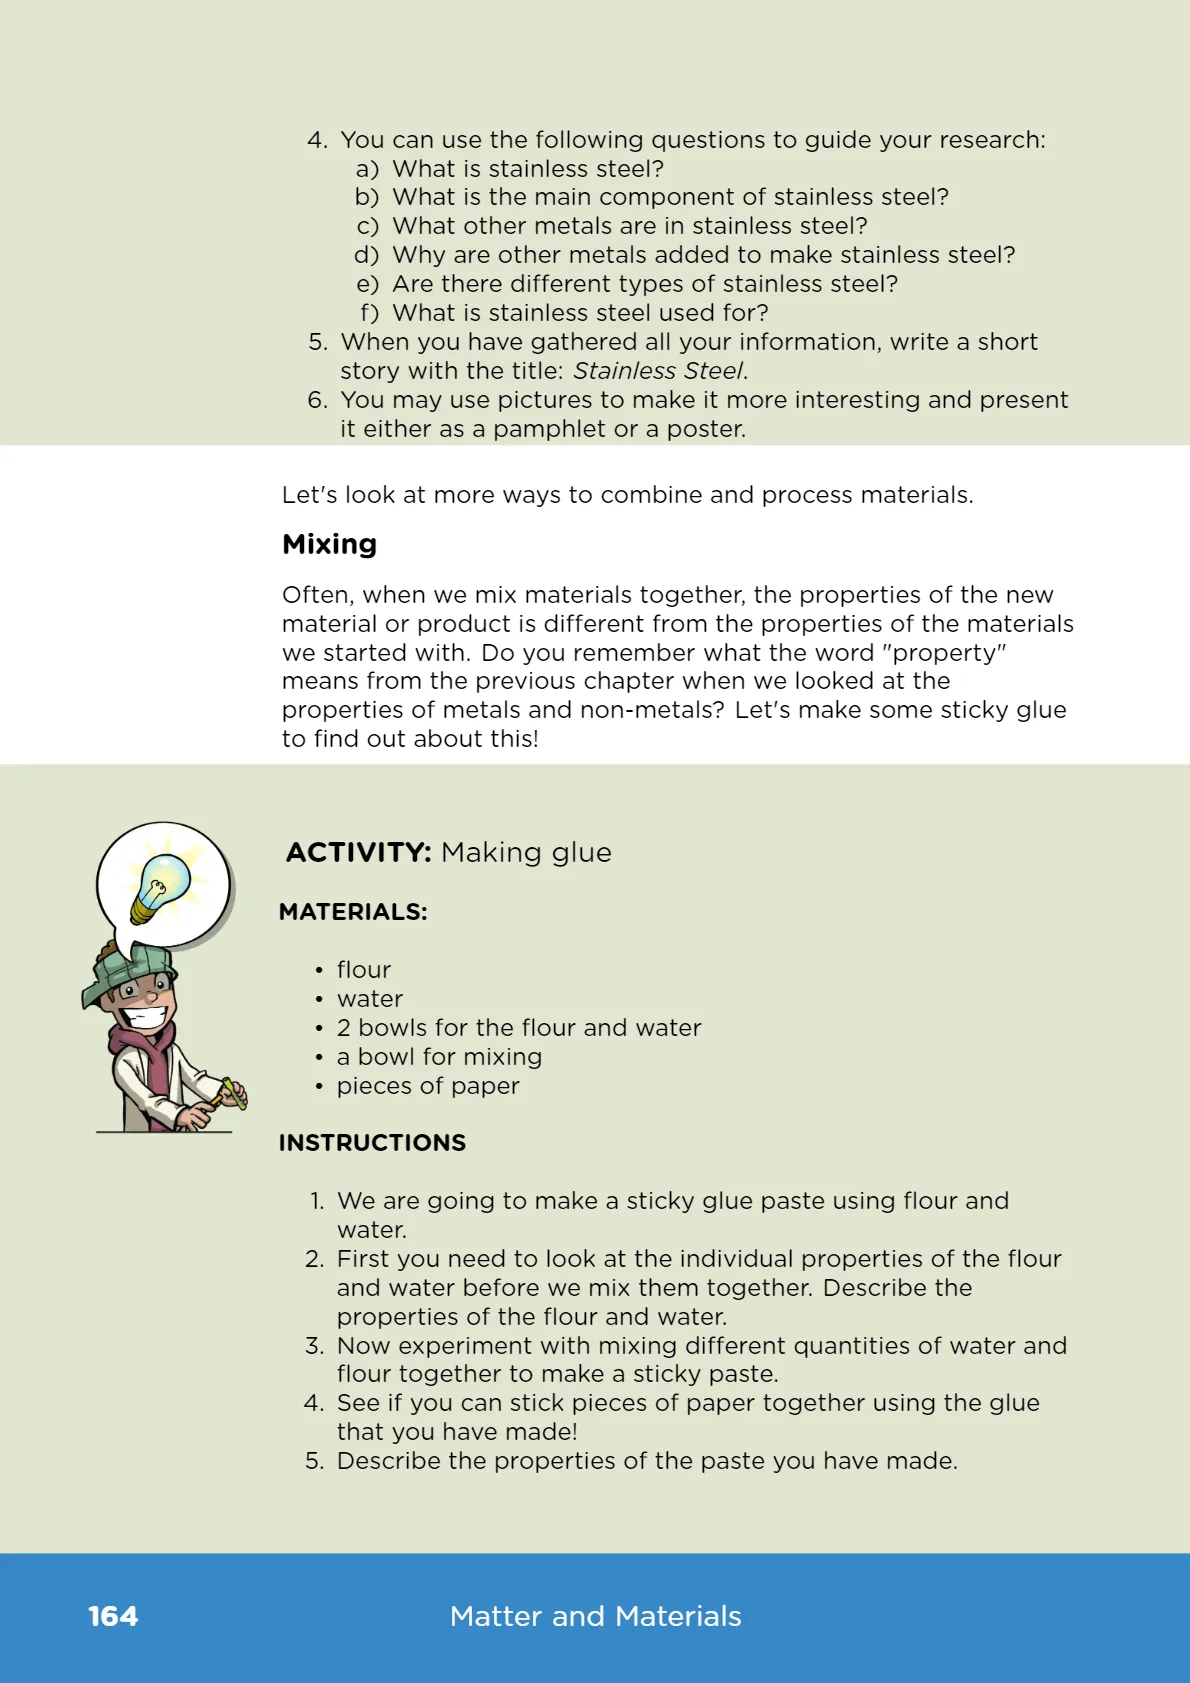 4. You can use the following questions to guide your research:
a) What is stainless steel?
b) What is the main component of stainless steel?
c) What other metals are in stainless steel?
d) Why are other metals added to make stainless steel?
e) Are there different types of stainless steel?
f) What is stainless steel used for?
5. When you have gathered all your information, write a short
story with the title: Stainless Steel.
6. You may use pictures to make it more interesting and present
it either as a pamphlet or a poster.
Let's look at more ways to combine and process materials.
Mixing
Often, when we mix materials together, the properties of the new
material or product is different from the properties of the materials
we started with. Do you remember what the word "property"
means from the previous chapter when we looked at the
properties of metals and non-metals? Let's make some sticky glue
to find out about this!
ACTIVITY: Making glue
MATERIALS:
• flour
• water
• 2 bowls for the flour and water
• a bowl for mixing
• pieces of paper
INSTRUCTIONS
1. We are going to make a sticky glue paste using flour and
water.
2. First you need to look at the individual properties of the flour
and water before we mix them together. Describe the
properties of the flour and water.
3. Now experiment with mixing different quantities of water and
flour together to make a sticky paste.
4. See if you can stick pieces of paper together using the glue
that you have made!
5. Describe the properties of the paste you have made.
164 Matter and Materials